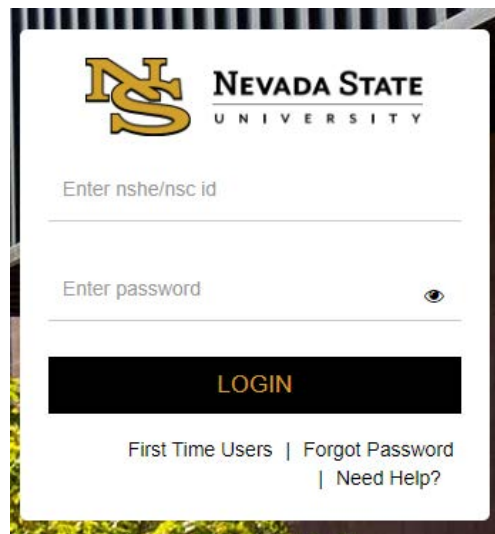 NS
NEVADA STATE
UNIVERSITY
Enter nshe/nsc id
Enter password
LOGIN
First Time Users | Forgot Password
| Need Help?